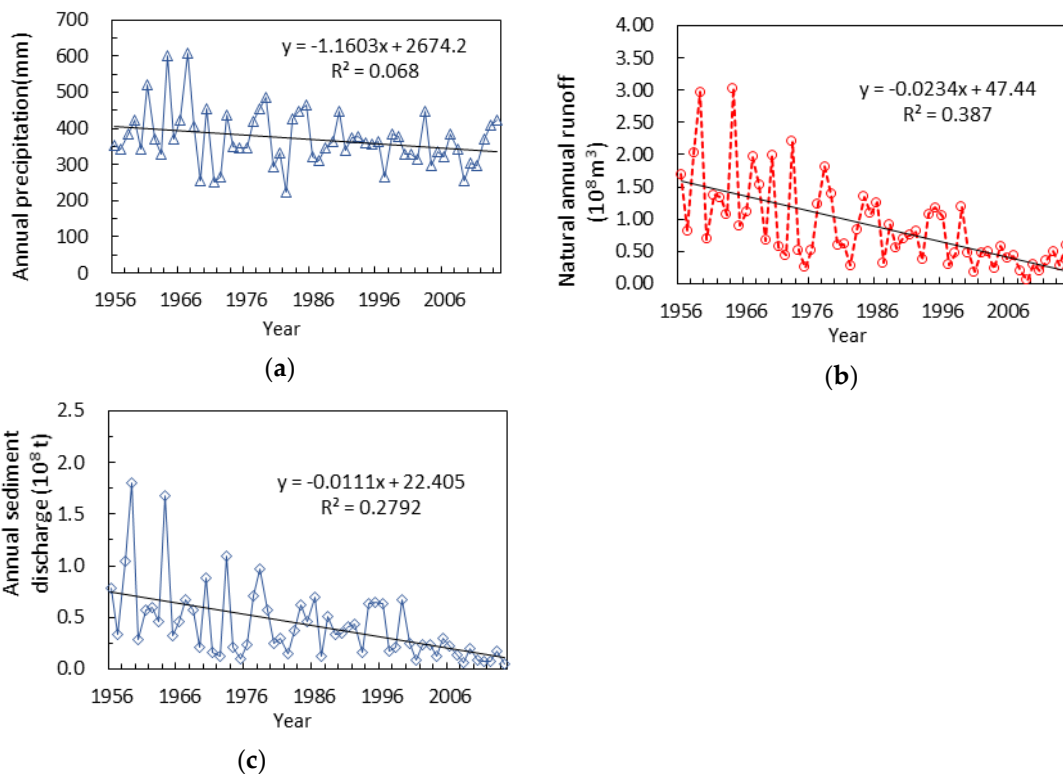 700
600
500
400
300
200
100
0
Annual precipitation(mm)
y = -1.1603x + 2674.2
R² = 0.068
1956 1966 1976 1986 1996 2006
Year
(a)
4.00
3.50
3.00
2.50
2.00
1.50
1.00
0.50
0.00
Natural annual runoff
(10⁸m³)
y = -0.0234x + 47.44
R² = 0.387
1956 1966 1976 1986 1996 2006
Year
(b)
2.5
2.0
1.5
1.0
0.5
0.0
Annual sediment
discharge (10⁸ t)
y = -0.0111x + 22.405
R² = 0.2792
1956 1966 1976 1986 1996 2006
Year
(c)